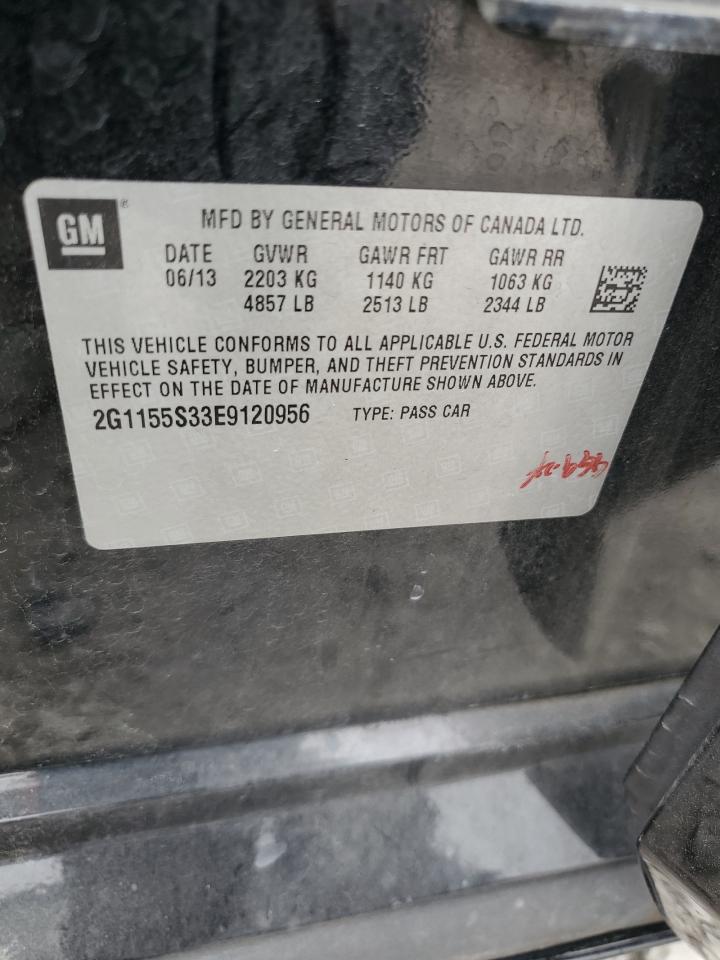 GM®
MFD BY GENERAL MOTORS OF CANADA LTD.
DATE GVWR GAWR FRT GAWR RR
06/13 2203 KG 1140 KG 1063 KG
4857 LB 2513 LB 2344 LB
THIS VEHICLE CONFORMS TO ALL APPLICABLE U.S. FEDERAL MOTOR
VEHICLE SAFETY, BUMPER, AND THEFT PREVENTION STANDARDS IN
EFFECT ON THE DATE OF MANUFACTURE SHOWN ABOVE.
2G1155S33E9120956 TYPE: PASS CAR